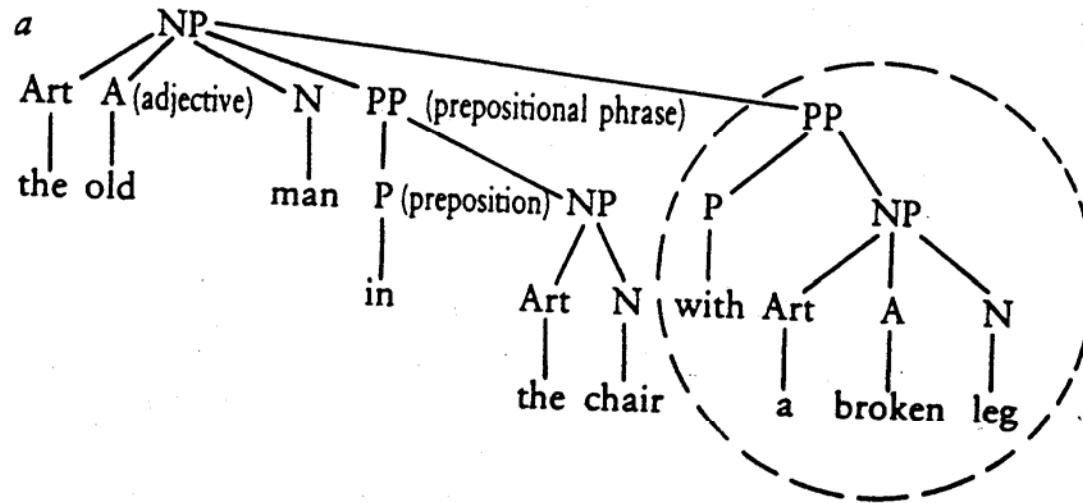 a NP
Art A (adjective) N PP (prepositional phrase) PP
the old man P (preposition) NP P NP
in Art N with Art A N
the chair a broken leg